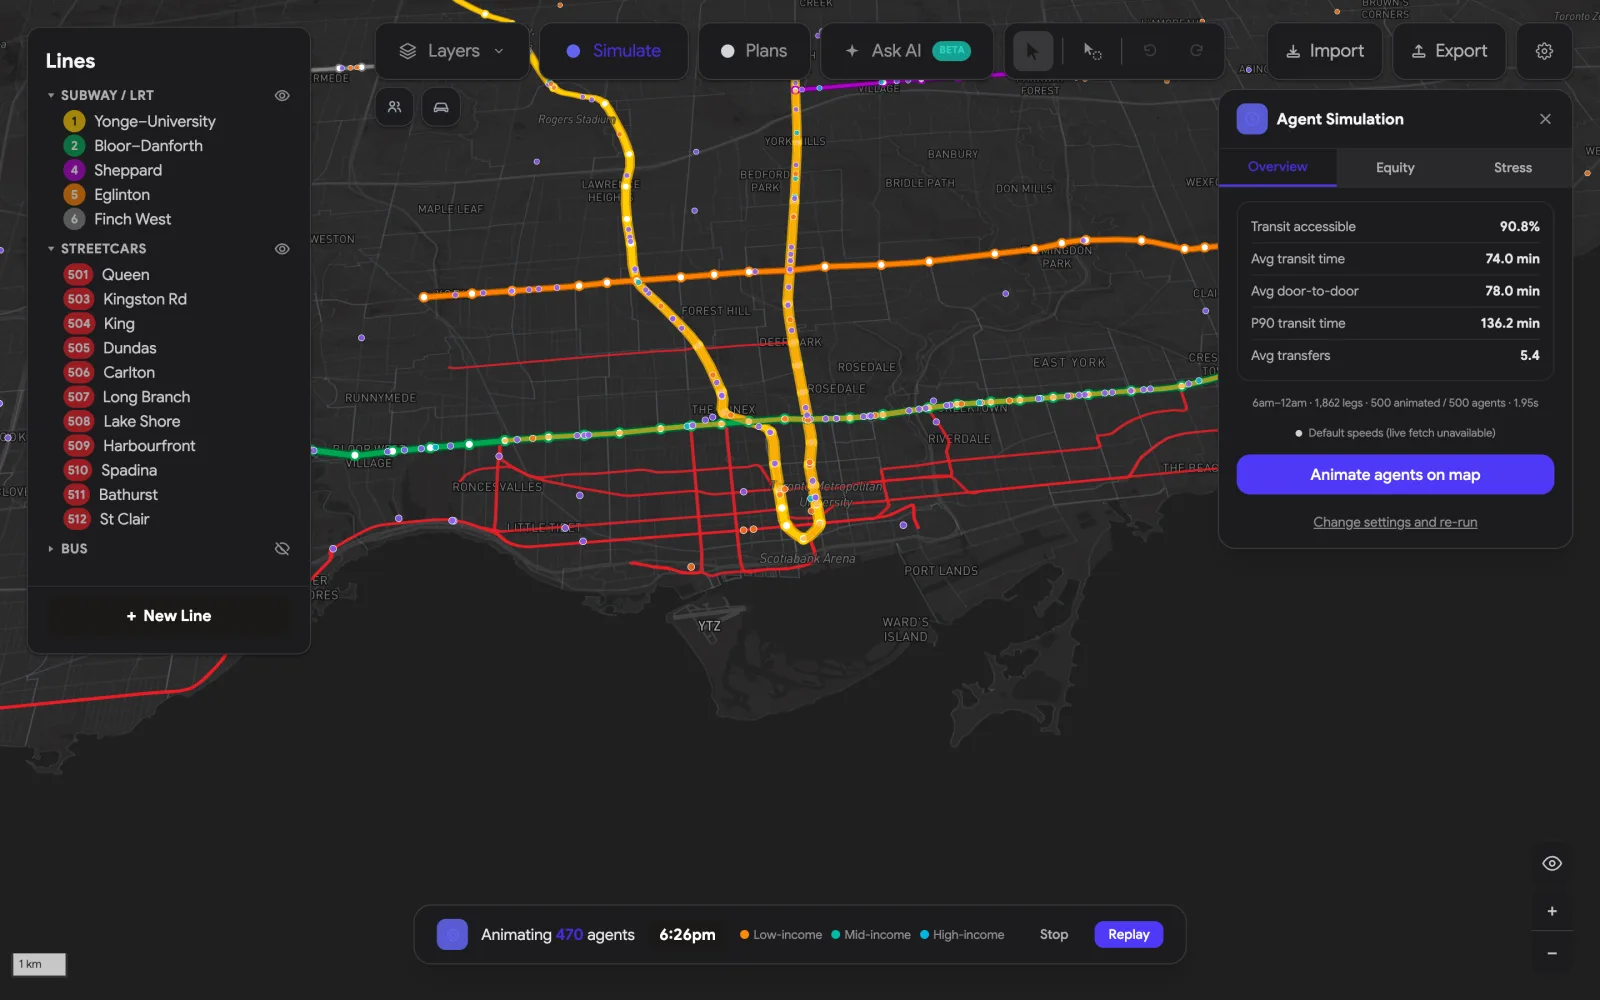 Lines
SUBWAY / LRT
1 Yonge–University
2 Bloor–Danforth
4 Sheppard
5 Eglinton
6 Finch West
STREETCARS
501 Queen
503 Kingston Rd
504 King
505 Dundas
506 Carlton
507 Long Branch
508 Lake Shore
509 Harbourfront
510 Spadina
511 Bathurst
512 St Clair
BUS
+ New Line
Layers
Simulate
Plans
Ask AI BETA
Import
Export
Agent Simulation
Overview
Equity
Stress
Transit accessible 90.8%
Avg transit time 74.0 min
Avg door-to-door 78.0 min
P90 transit time 136.2 min
Avg transfers 5.4
6am–12am · 1,862 legs · 500 animated / 500 agents · 1.95s
Default speeds (live fetch unavailable)
Animate agents on map
Change settings and re-run
CREEK
BROWN'S
CORNERS
VILLAGE
FOREST
Rogers Stadium
BANBURY
BEDFORD
PARK
BRIDLE PATH
DON MILLS
MAPLE LEAF
WESTON
PARK
FOREST HILL
ROSEDALE
ROSEDALE
EAST YORK
RUNNYMEDE
VILLAGE
RIVERDALE
RONCESVALLES
Scotiabank Arena
PORT LANDS
YTZ
WARD'S
ISLAND
Animating 470 agents
6:26pm
Low-income
Mid-income
High-income
Stop
Replay
1 km
+
−